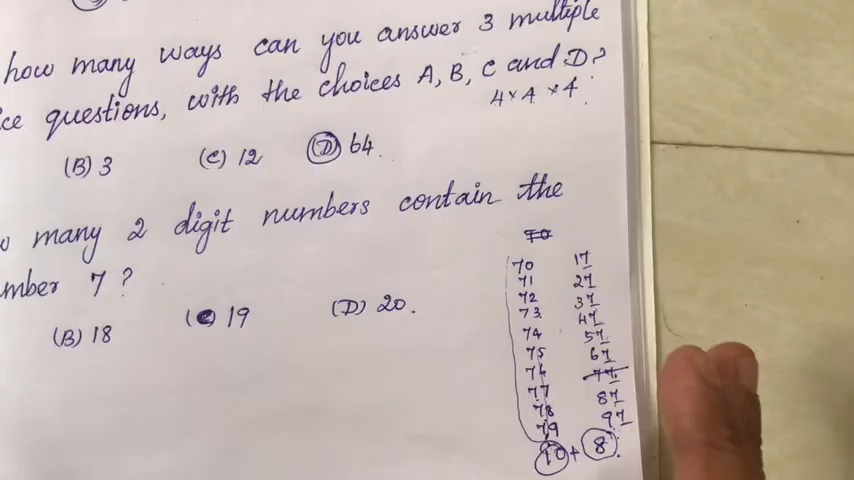 how many ways can you answer 3 multiple
ice questions, with the choices A, B, C and D?
4 × 4 × 4
(B) 3 (C) 12 (D) 64.
many 2 digit numbers contain the
mber 7?
(B) 18 (C) 19 (D) 20.
70
70 17
71 27
72 37
73 47
74 57
75 67
76 77
77 87
78 97
79
10 + 8